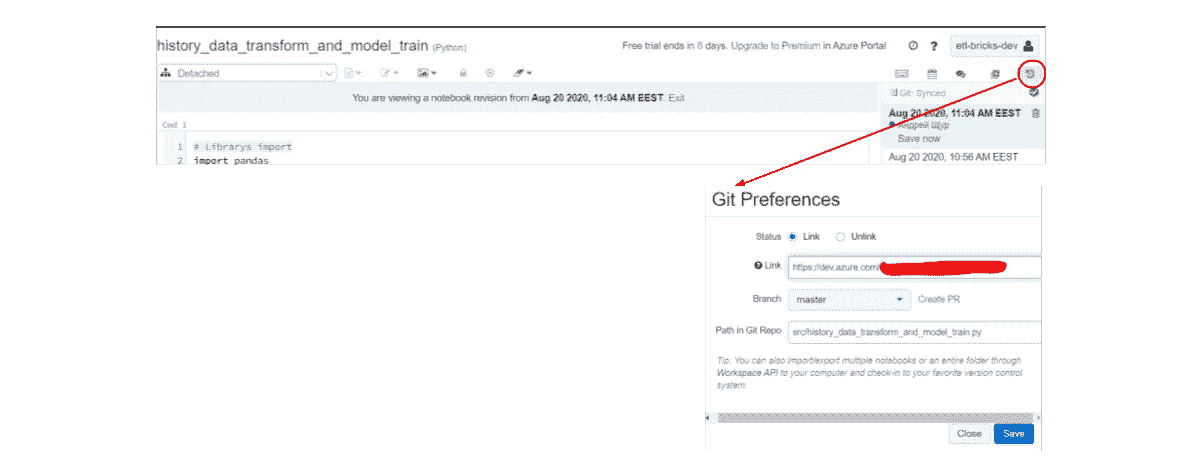 history_data_transform_and_model_train (Python)
Free trial ends in 8 days. Upgrade to Premium in Azure Portal
? etl-bricks-dev
Detached
You are viewing a notebook revision from Aug 20 2020, 11:04 AM EEST. Exit
Git: Synced
Aug 20 2020, 11:04 AM EEST
Андрей Щур
Save now
Aug 20 2020, 10:56 AM EEST
Cmd 1
1 # Librarys import
2 import pandas
Git Preferences
Status Link Unlink
Link https://dev.azure.com/
Branch master Create PR
Path in Git Repo src/history_data_transform_and_model_train.py
Tip: You can also import/export multiple notebooks or an entire folder through
Workspace API to your computer and check-in to your favorite version control
system.
Close Save